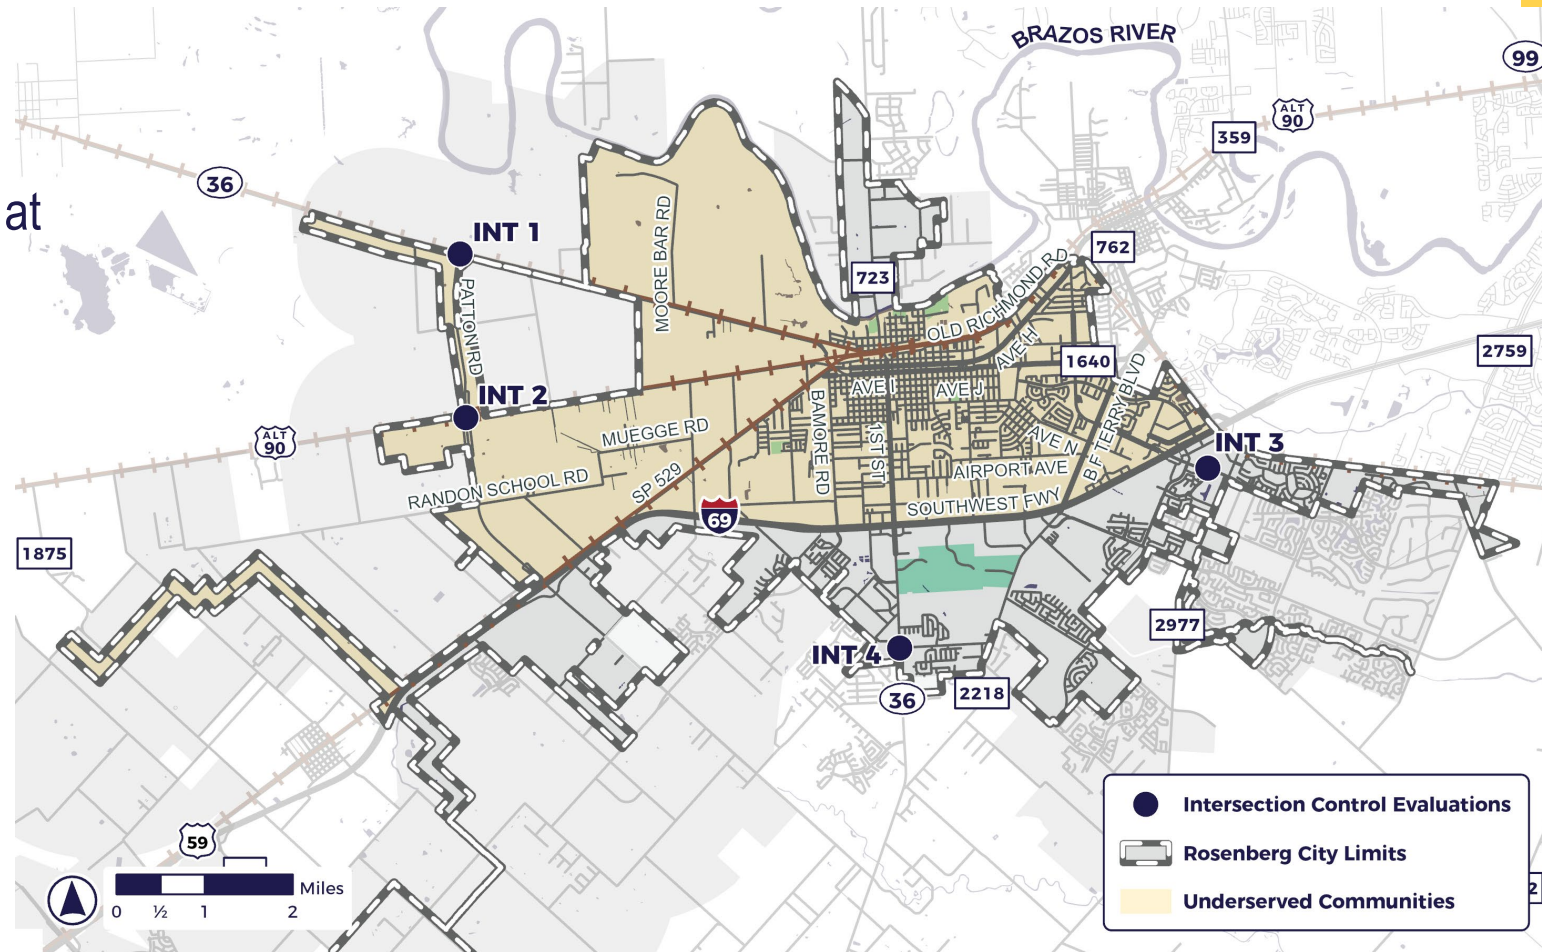 BRAZOS RIVER
99
ALT
90
359
36
at
INT 1
MOORE BAR RD
762
723
OLD RICHMOND RD
PATTON RD
AVE H
2759
1640
INT 2
AVE I
AVE J
B F TERRY BLVD
ALT
90
MUEGGE RD
BAMORE RD
1ST ST
AVE N
INT 3
SP 529
AIRPORT AVE
RANDON SCHOOL RD
SOUTHWEST FWY
69
1875
2977
INT 4
36
2218
59
Miles
0 ½ 1 2
Intersection Control Evaluations
Rosenberg City Limits
Underserved Communities
2